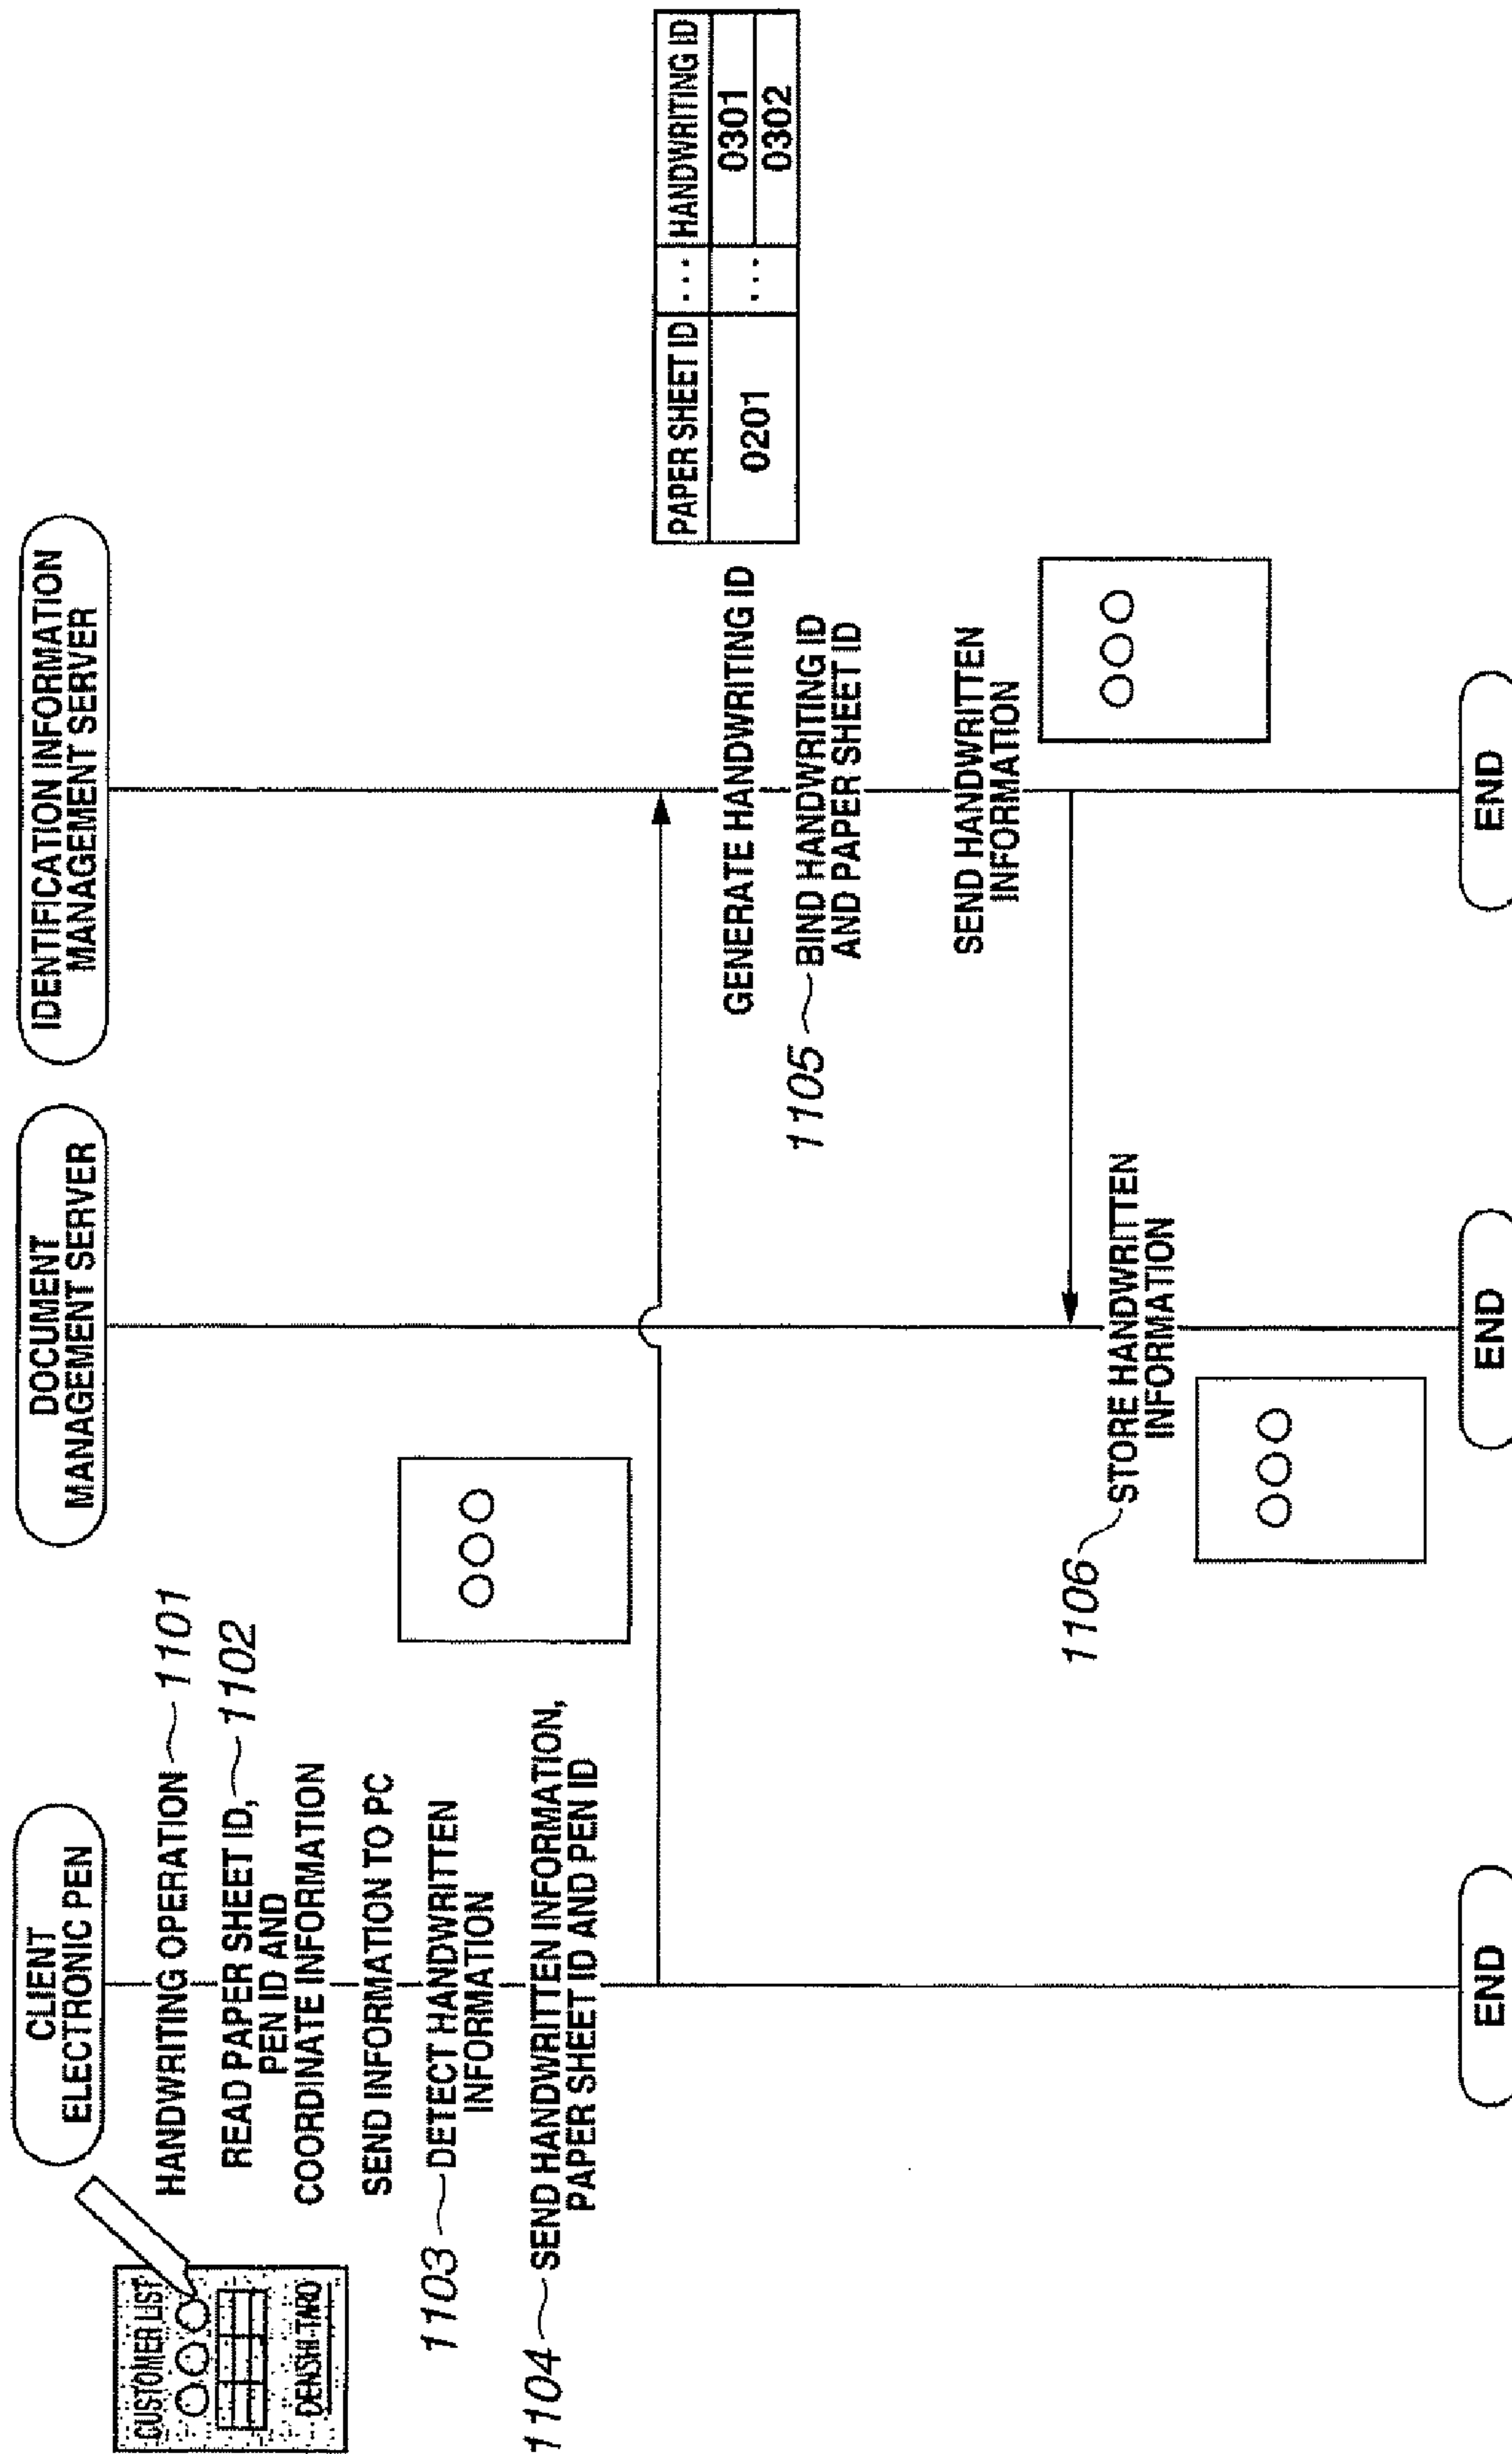 CLIENT
ELECTRONIC PEN
DOCUMENT
MANAGEMENT SERVER
IDENTIFICATION INFORMATION
MANAGEMENT SERVER
CUSTOMER LIST
DENSHI TARO
HANDWRITING OPERATION 1101
READ PAPER SHEET ID, 1102
PEN ID AND
COORDINATE INFORMATION
SEND INFORMATION TO PC
1103 DETECT HANDWRITTEN
INFORMATION
1104 SEND HANDWRITTEN INFORMATION,
PAPER SHEET ID AND PEN ID
PAPER SHEET ID ... HANDWRITING ID
0201 ... 0301
0302
GENERATE HANDWRITING ID
1105 BIND HANDWRITING ID
AND PAPER SHEET ID
SEND HANDWRITTEN
INFORMATION
1106 STORE HANDWRITTEN
INFORMATION
END
END
END